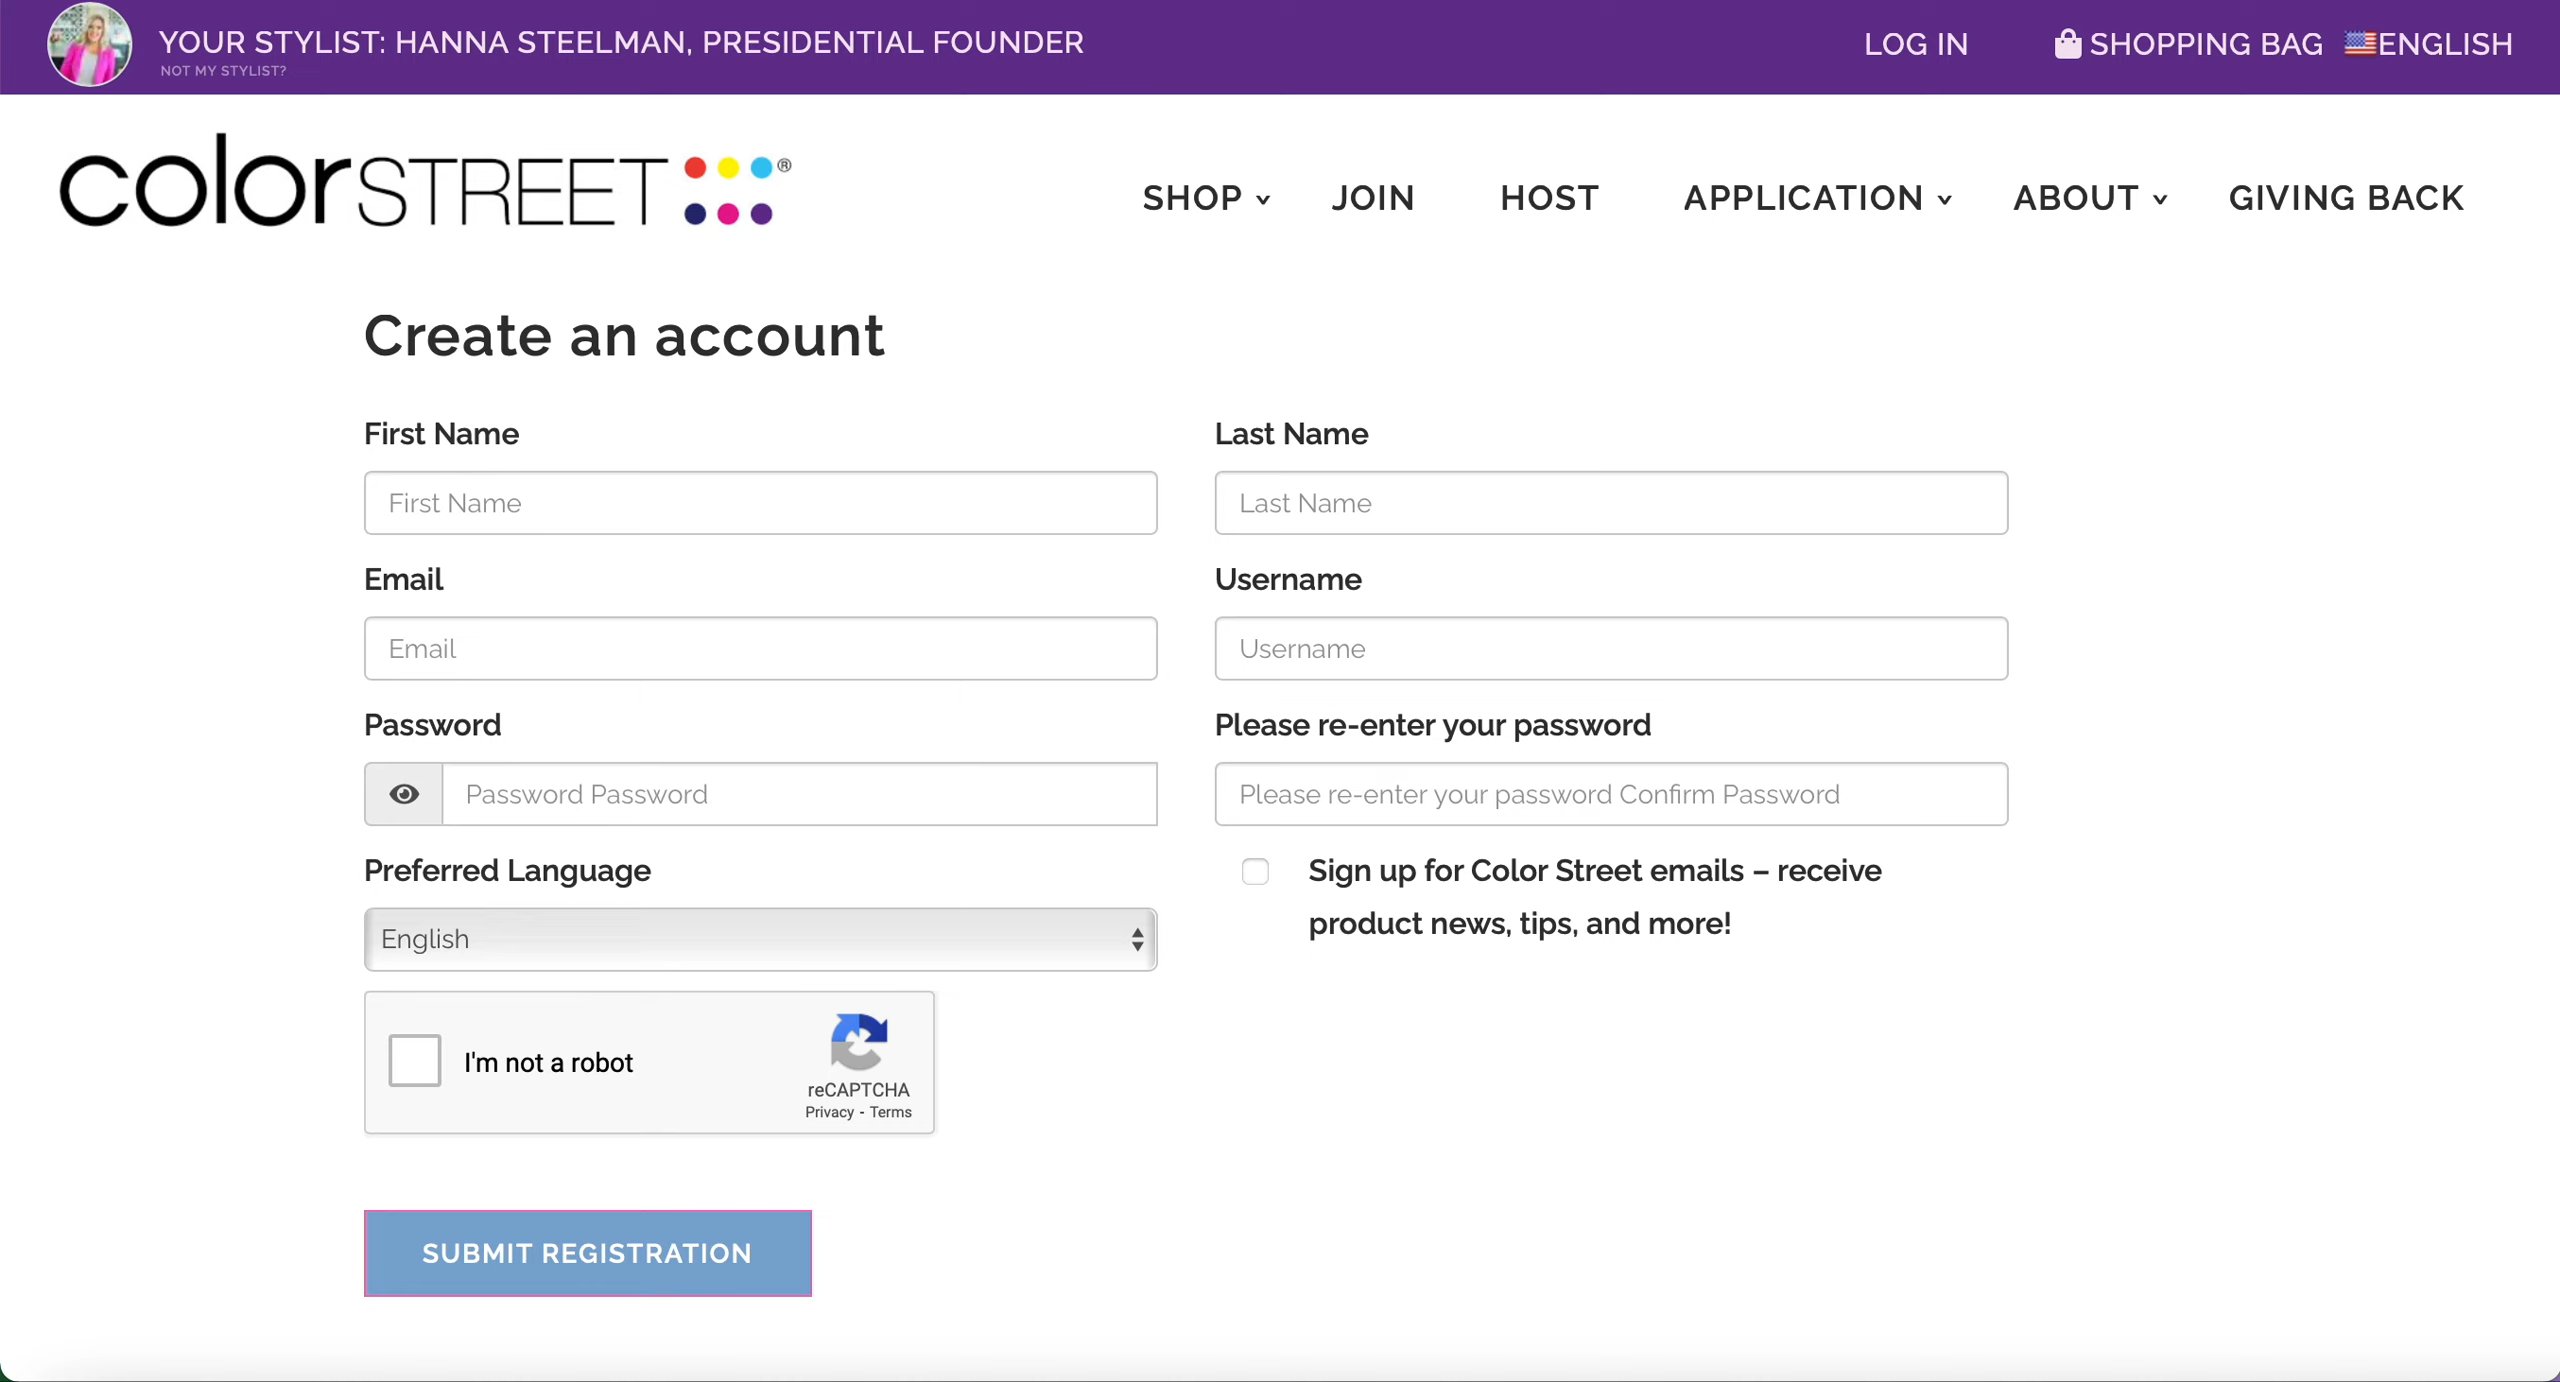 YOUR STYLIST: HANNA STEELMAN, PRESIDENTIAL FOUNDER
NOT MY STYLIST?
LOG IN
SHOPPING BAG
ENGLISH
colorSTREET®
SHOP
JOIN
HOST
APPLICATION
ABOUT
GIVING BACK
Create an account
First Name
Last Name
First Name
Last Name
Email
Username
Email
Username
Password
Please re-enter your password
Password Password
Please re-enter your password Confirm Password
Preferred Language
Sign up for Color Street emails – receive
product news, tips, and more!
English
I'm not a robot
reCAPTCHA
Privacy - Terms
SUBMIT REGISTRATION